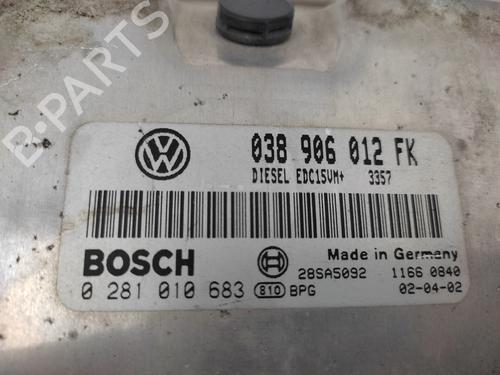 B-PARTS
038 906 012 FK
DIESEL EDC15VM+ 3357
BOSCH
Made in Germany
28SA5092 1166 0840
0 281 010 683 810 BPG 02-04-02